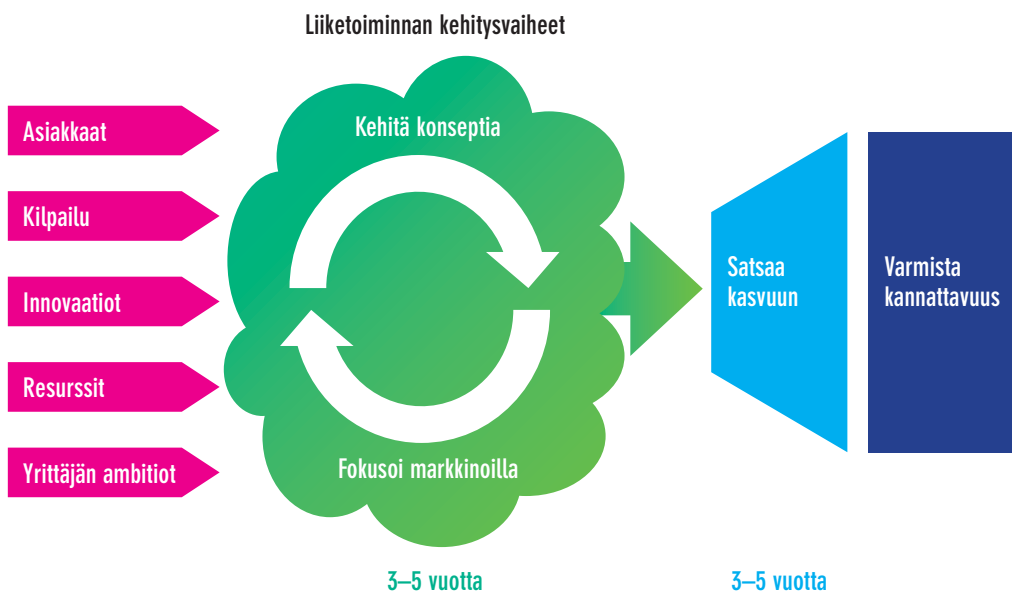 Liiketoiminnan kehitysvaiheet
Asiakkaat
Kilpailu
Innovaatiot
Resurssit
Yrittäjän ambitiot
Kehitä konseptia
Fokusoi markkinoilla
Satsaa
kasvuun
Varmista
kannattavuus
3–5 vuotta
3–5 vuotta